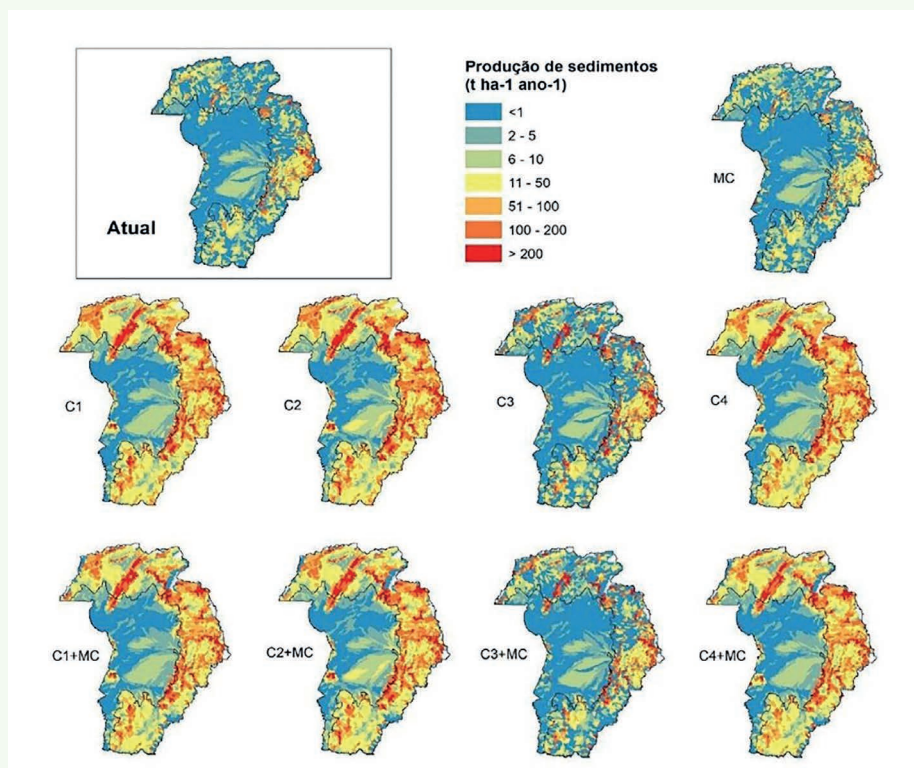 Produção de sedimentos
(t ha-1 ano-1)
<1
2 - 5
6 - 10
11 - 50
51 - 100
100 - 200
> 200
Atual
MC
C1
C2
C3
C4
C1+MC
C2+MC
C3+MC
C4+MC